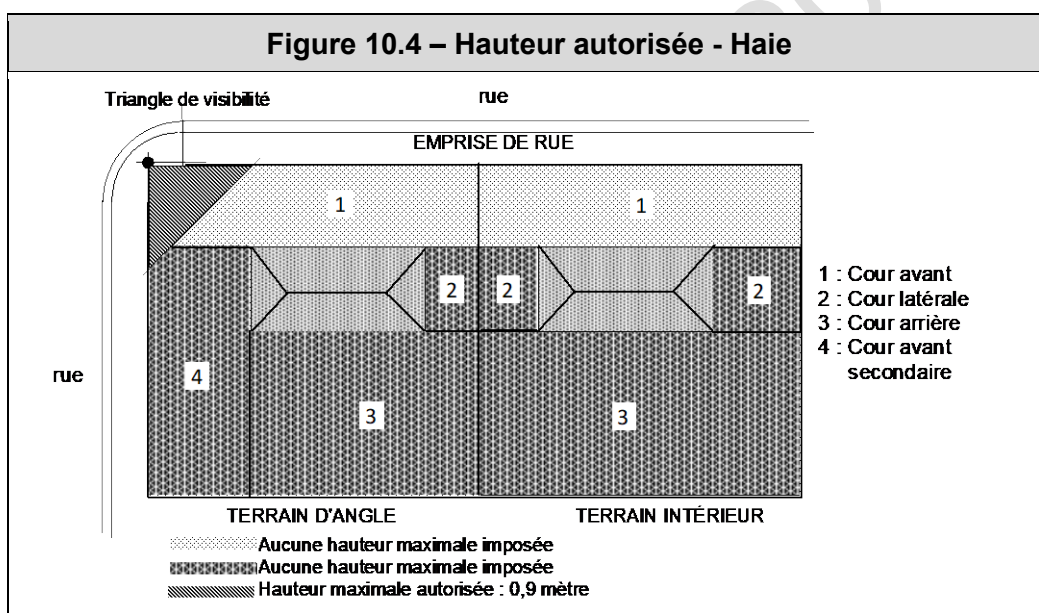 Figure 10.4 – Hauteur autorisée - Haie
Triangle de visibilité
rue
EMPRISE DE RUE
1
1
2
2
2
1 : Cour avant
2 : Cour latérale
3 : Cour arrière
4 : Cour avant
secondaire
rue
4
3
3
TERRAIN D'ANGLE
TERRAIN INTÉRIEUR
Aucune hauteur maximale imposée
Aucune hauteur maximale imposée
Hauteur maximale autorisée : 0,9 mètre